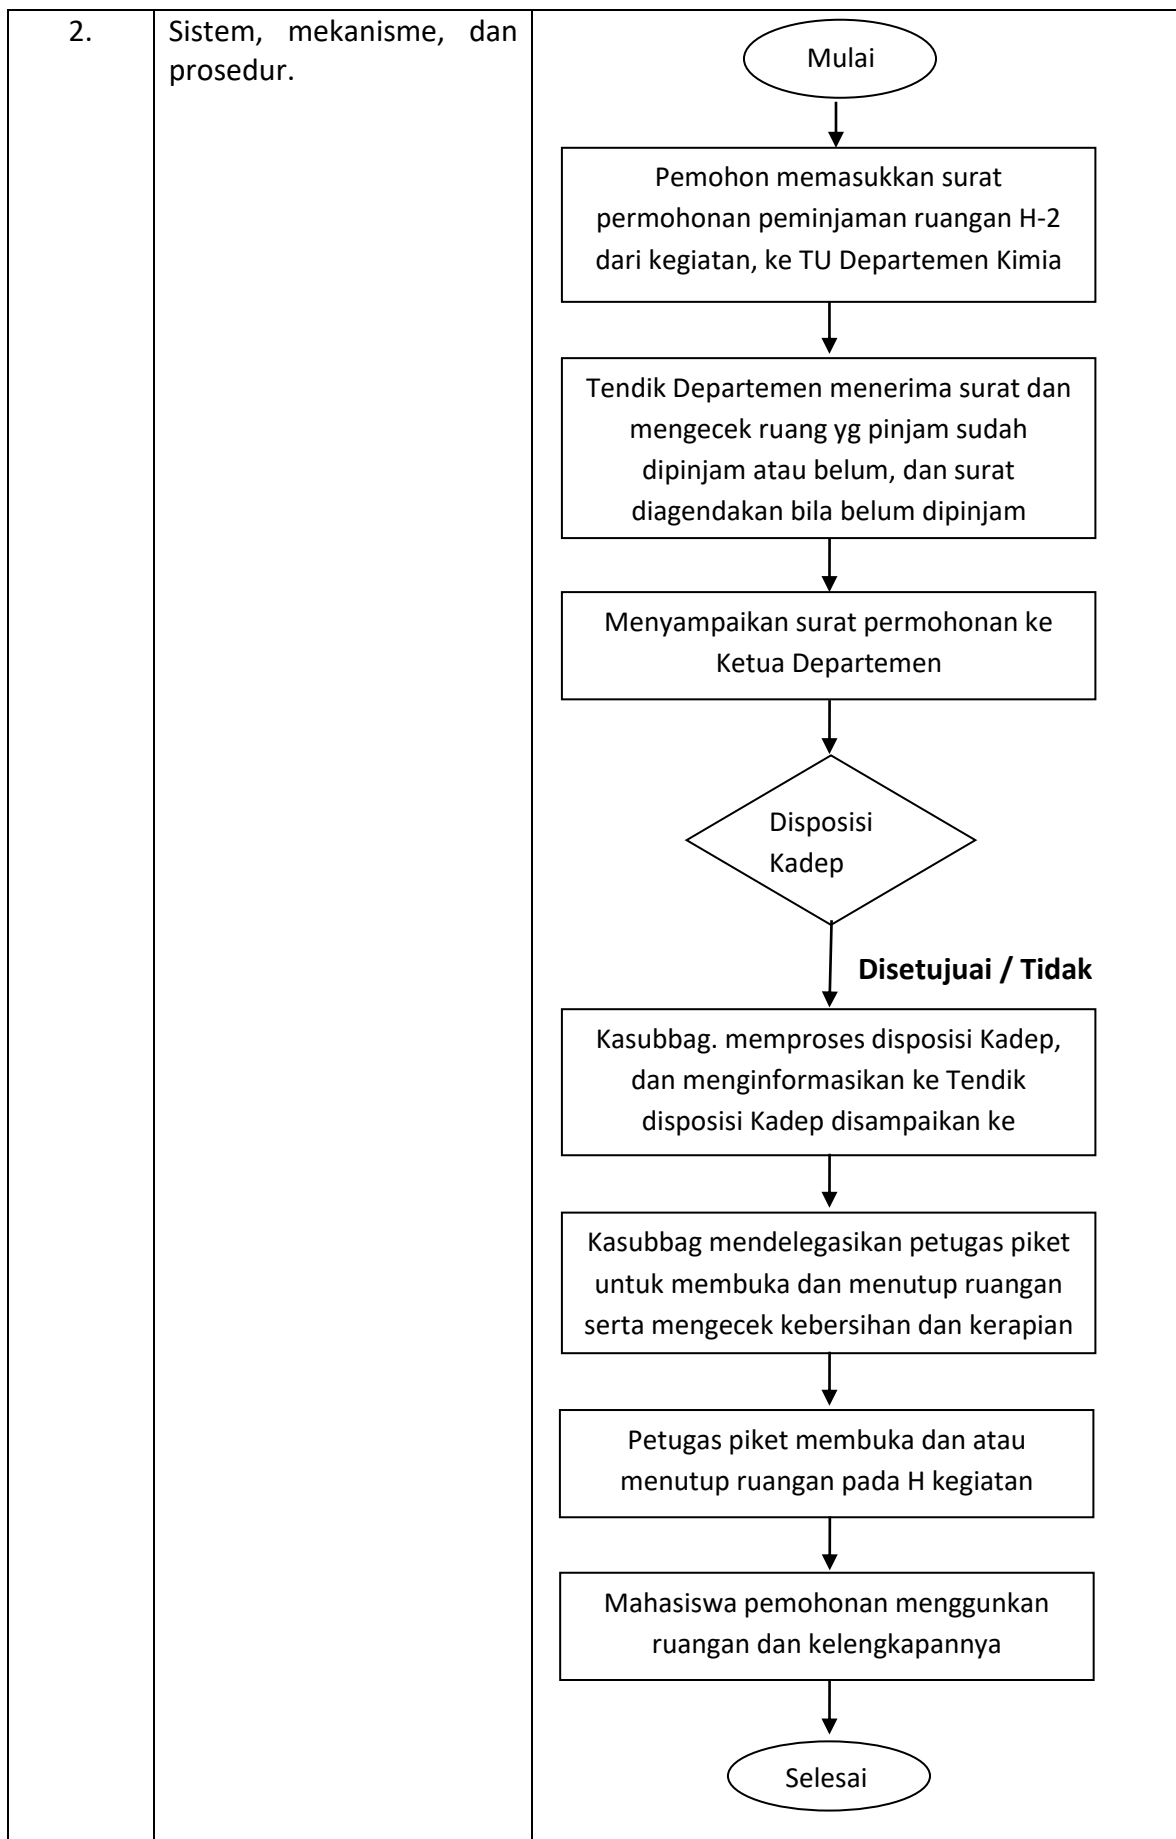 2.
Sistem, mekanisme, dan
prosedur.
Mulai
Pemohon memasukkan surat
permohonan peminjaman ruangan H-2
dari kegiatan, ke TU Departemen Kimia
Tendik Departemen menerima surat dan
mengecek ruang yg pinjam sudah
dipinjam atau belum, dan surat
diagendakan bila belum dipinjam
Menyampaikan surat permohonan ke
Ketua Departemen
Disposisi
Kadep
Disetujuai / Tidak
Kasubbag. memproses disposisi Kadep,
dan menginformasikan ke Tendik
disposisi Kadep disampaikan ke
Kasubbag mendelegasikan petugas piket
untuk membuka dan menutup ruangan
serta mengecek kebersihan dan kerapian
Petugas piket membuka dan atau
menutup ruangan pada H kegiatan
Mahasiswa pemohonan menggunkan
ruangan dan kelengkapannya
Selesai